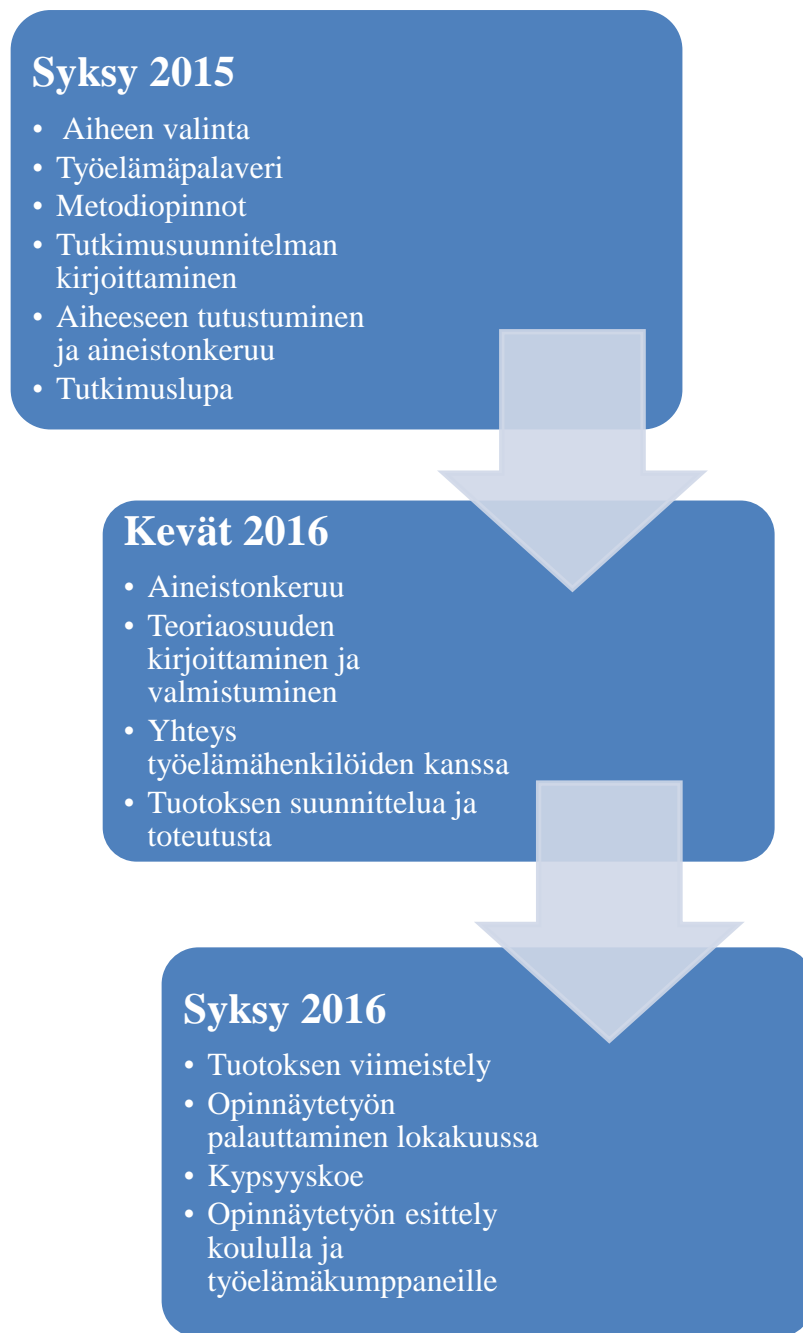 Syksy 2015
• Aiheen valinta
• Työelämäpalaveri
• Metodiopinnot
• Tutkimusuunnitelman
kirjoittaminen
• Aiheeseen tutustuminen
ja aineistonkeruu
• Tutkimuslupa
Kevät 2016
• Aineistonkeruu
• Teoriaosuuden
kirjoittaminen ja
valmistuminen
• Yhteys
työelämähenkilöiden kanssa
• Tuotoksen suunnittelua ja
toteutusta
Syksy 2016
• Tuotoksen viimeistely
• Opinnäytetyön
palauttaminen lokakuussa
• Kypsyyskoe
• Opinnäytetyön esittely
koululla ja
työelämäkumppaneille